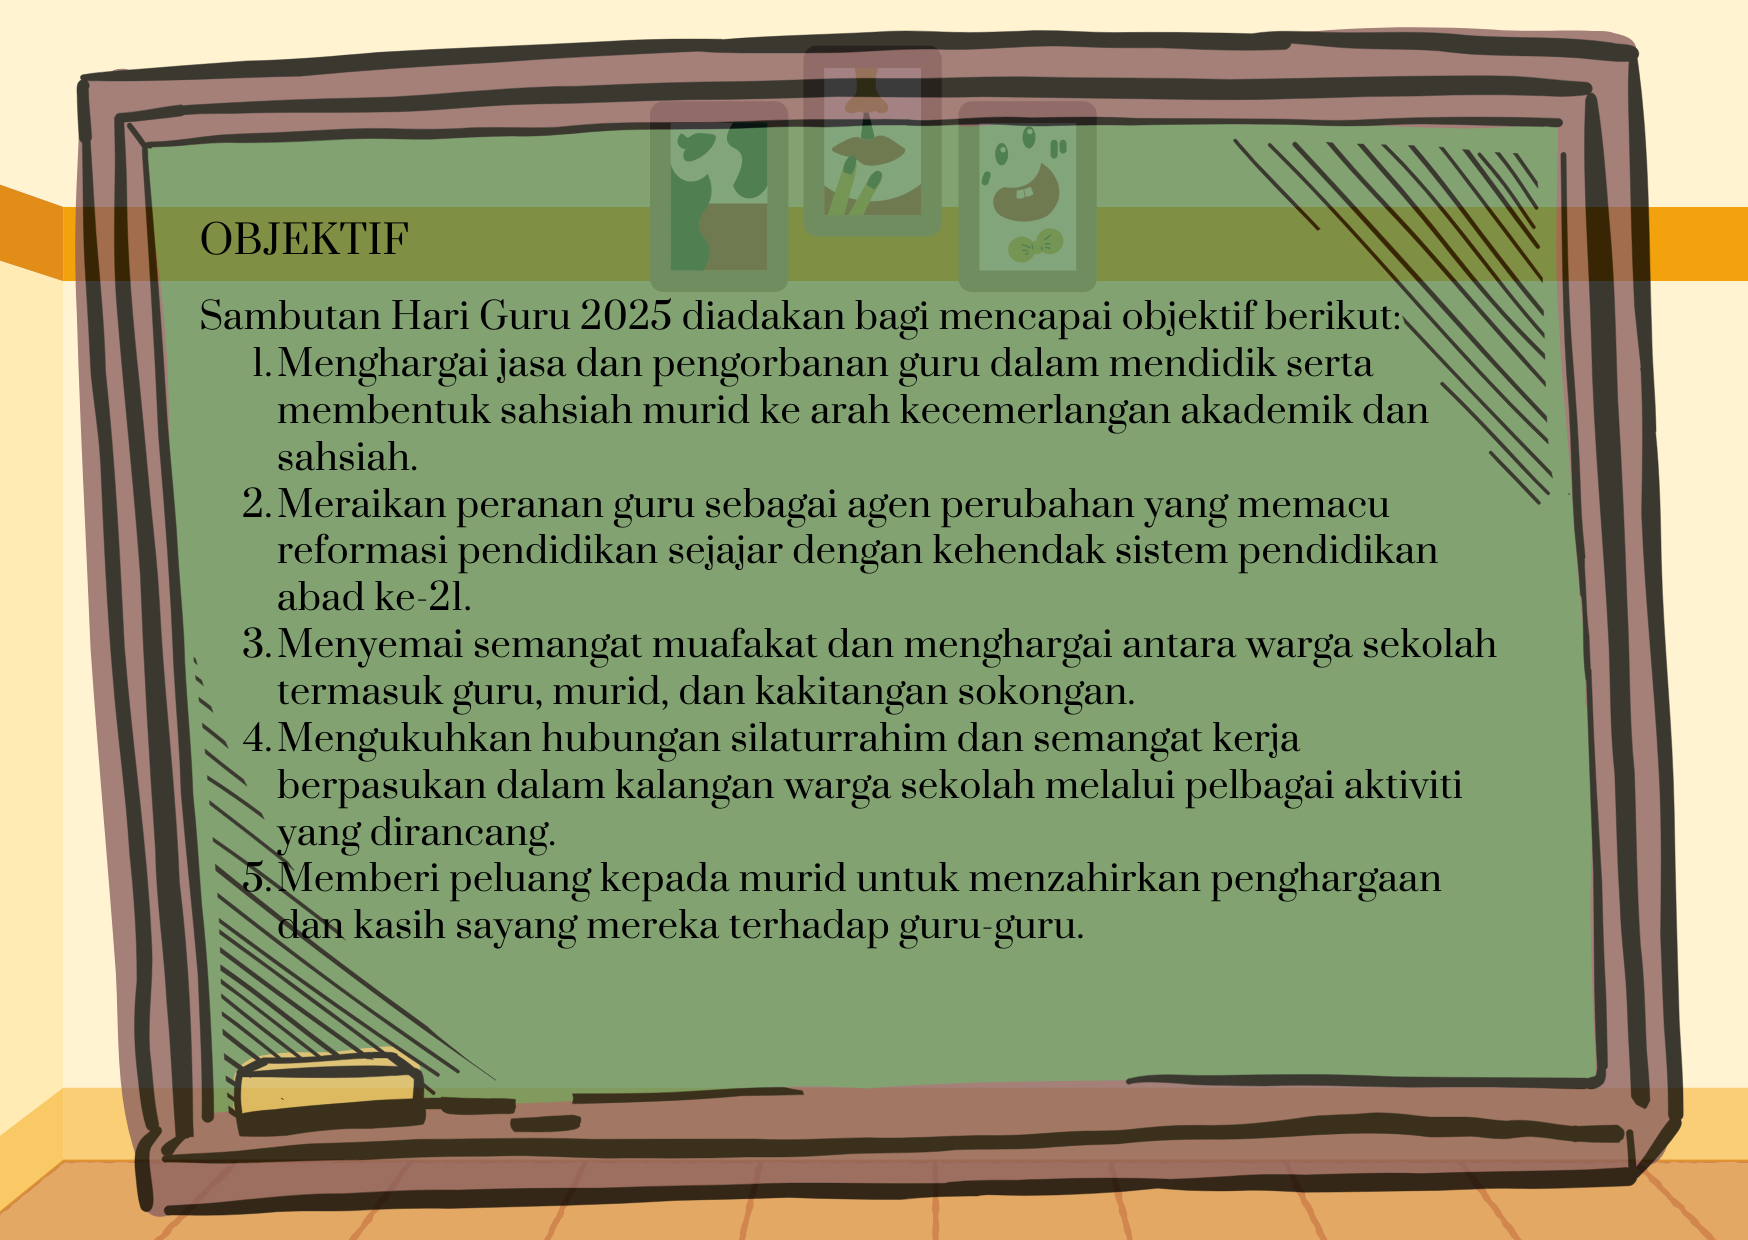 OBJEKTIF
Sambutan Hari Guru 2025 diadakan bagi mencapai objektif berikut:
1. Menghargai jasa dan pengorbanan guru dalam mendidik serta
membentuk sahsiah murid ke arah kecemerlangan akademik dan
sahsiah.
2. Meraikan peranan guru sebagai agen perubahan yang memacu
reformasi pendidikan sejajar dengan kehendak sistem pendidikan
abad ke-21.
3. Menyemai semangat muafakat dan menghargai antara warga sekolah
termasuk guru, murid, dan kakitangan sokongan.
4. Mengukuhkan hubungan silaturrahim dan semangat kerja
berpasukan dalam kalangan warga sekolah melalui pelbagai aktiviti
yang dirancang.
5. Memberi peluang kepada murid untuk menzahirkan penghargaan
dan kasih sayang mereka terhadap guru-guru.